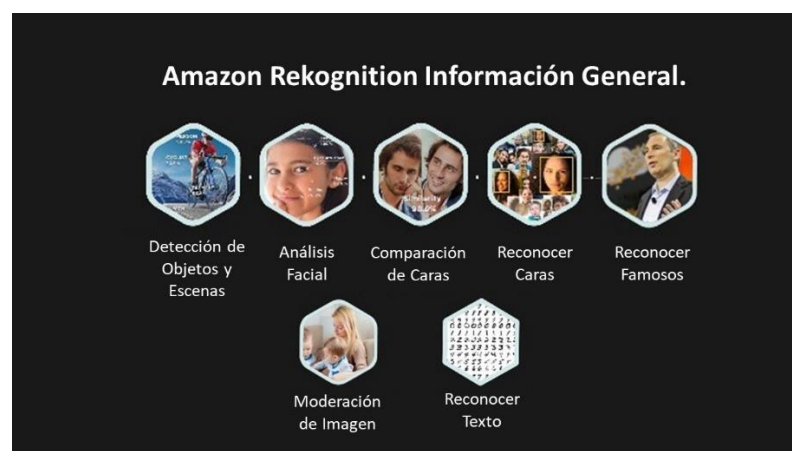 Amazon Rekognition Información General.
Similarity
Detección de
Objetos y
Escenas
Análisis
Facial
Comparación
de Caras
Reconocer
Caras
Reconocer
Famosos
Moderación
de Imagen
Reconocer
Texto